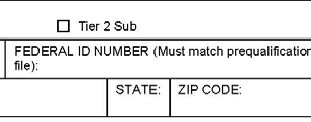 Tier 2 Sub
FEDERAL ID NUMBER (Must match prequalification
file):
STATE: ZIP CODE: